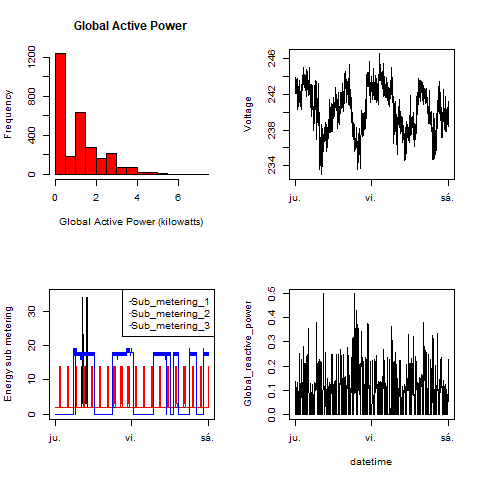 Global Active Power
Frequency
0 400 800 1200
0 2 4 6
Global Active Power (kilowatts)
Voltage
234 238 242 246
ju. vi. sá.
Energy sub metering
0 10 20 30
Sub_metering_1
Sub_metering_2
Sub_metering_3
ju. vi. sá.
Global_reactive_power
0.0 0.1 0.2 0.3 0.4 0.5
ju. vi. sá.
datetime